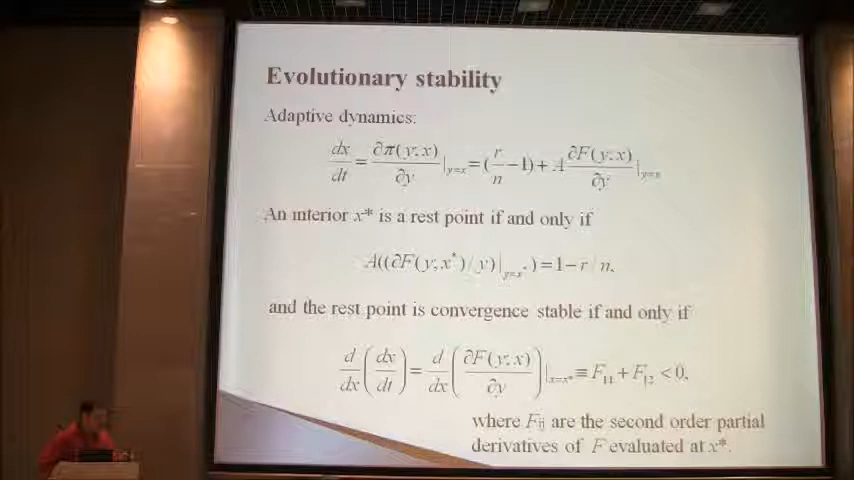 Evolutionary stability
Adaptive dynamics:
dx/dt = ∂π(y;x)/∂y |y=x = (r/n − 1) + A ∂F(y;x)/∂y |y=x
An interior x* is a rest point if and only if
A((∂F(y;x*)/y)|y=x*) = 1 − r / n.
and the rest point is convergence stable if and only if
d/dx (dx/dt) = d/dx (∂F(y;x)/∂y) |x=x* ≡ F11 + F12 < 0.
where Fij are the second order partial
derivatives of F evaluated at x*.